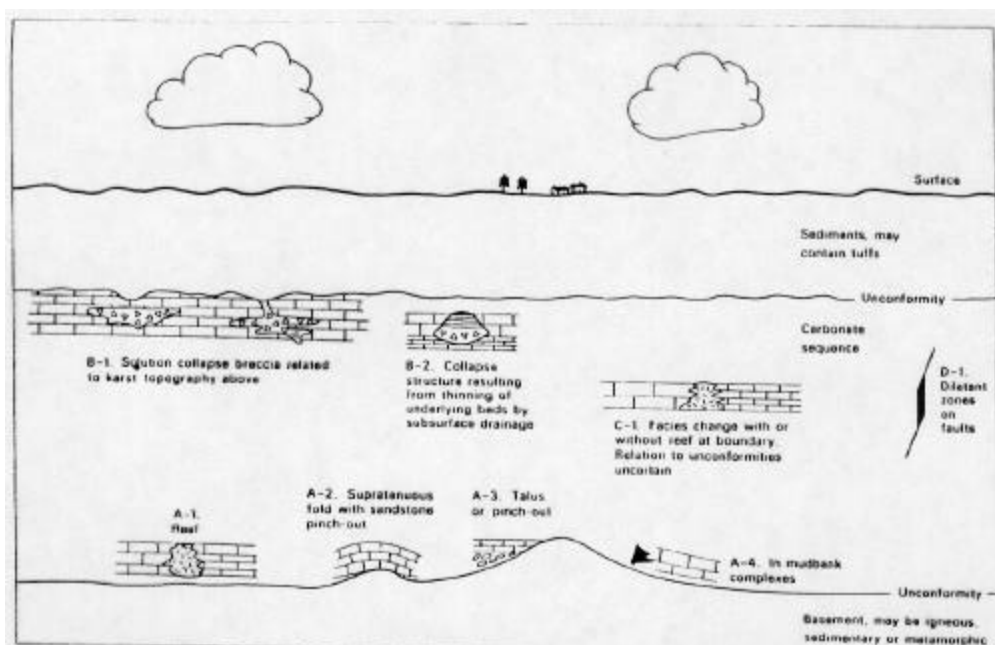 Surface
Sediments, may
contain tuffs
Unconformity
Carbonate
sequence
B-1. Solution collapse breccia related
to karst topography above
B-2. Collapse
structure resulting
from thinning of
underlying beds by
subsurface drainage
C-1. Facies change with or
without reef at boundary.
Relation to unconformities
uncertain
D-1.
Dilatant
zones
on
faults
A-1.
Reef
A-2. Supratenuous
fold with sandstone
pinch-out
A-3. Talus
or pinch-out
A-4. In mudbank
complexes
Unconformity
Basement, may be igneous,
sedimentary or metamorphic